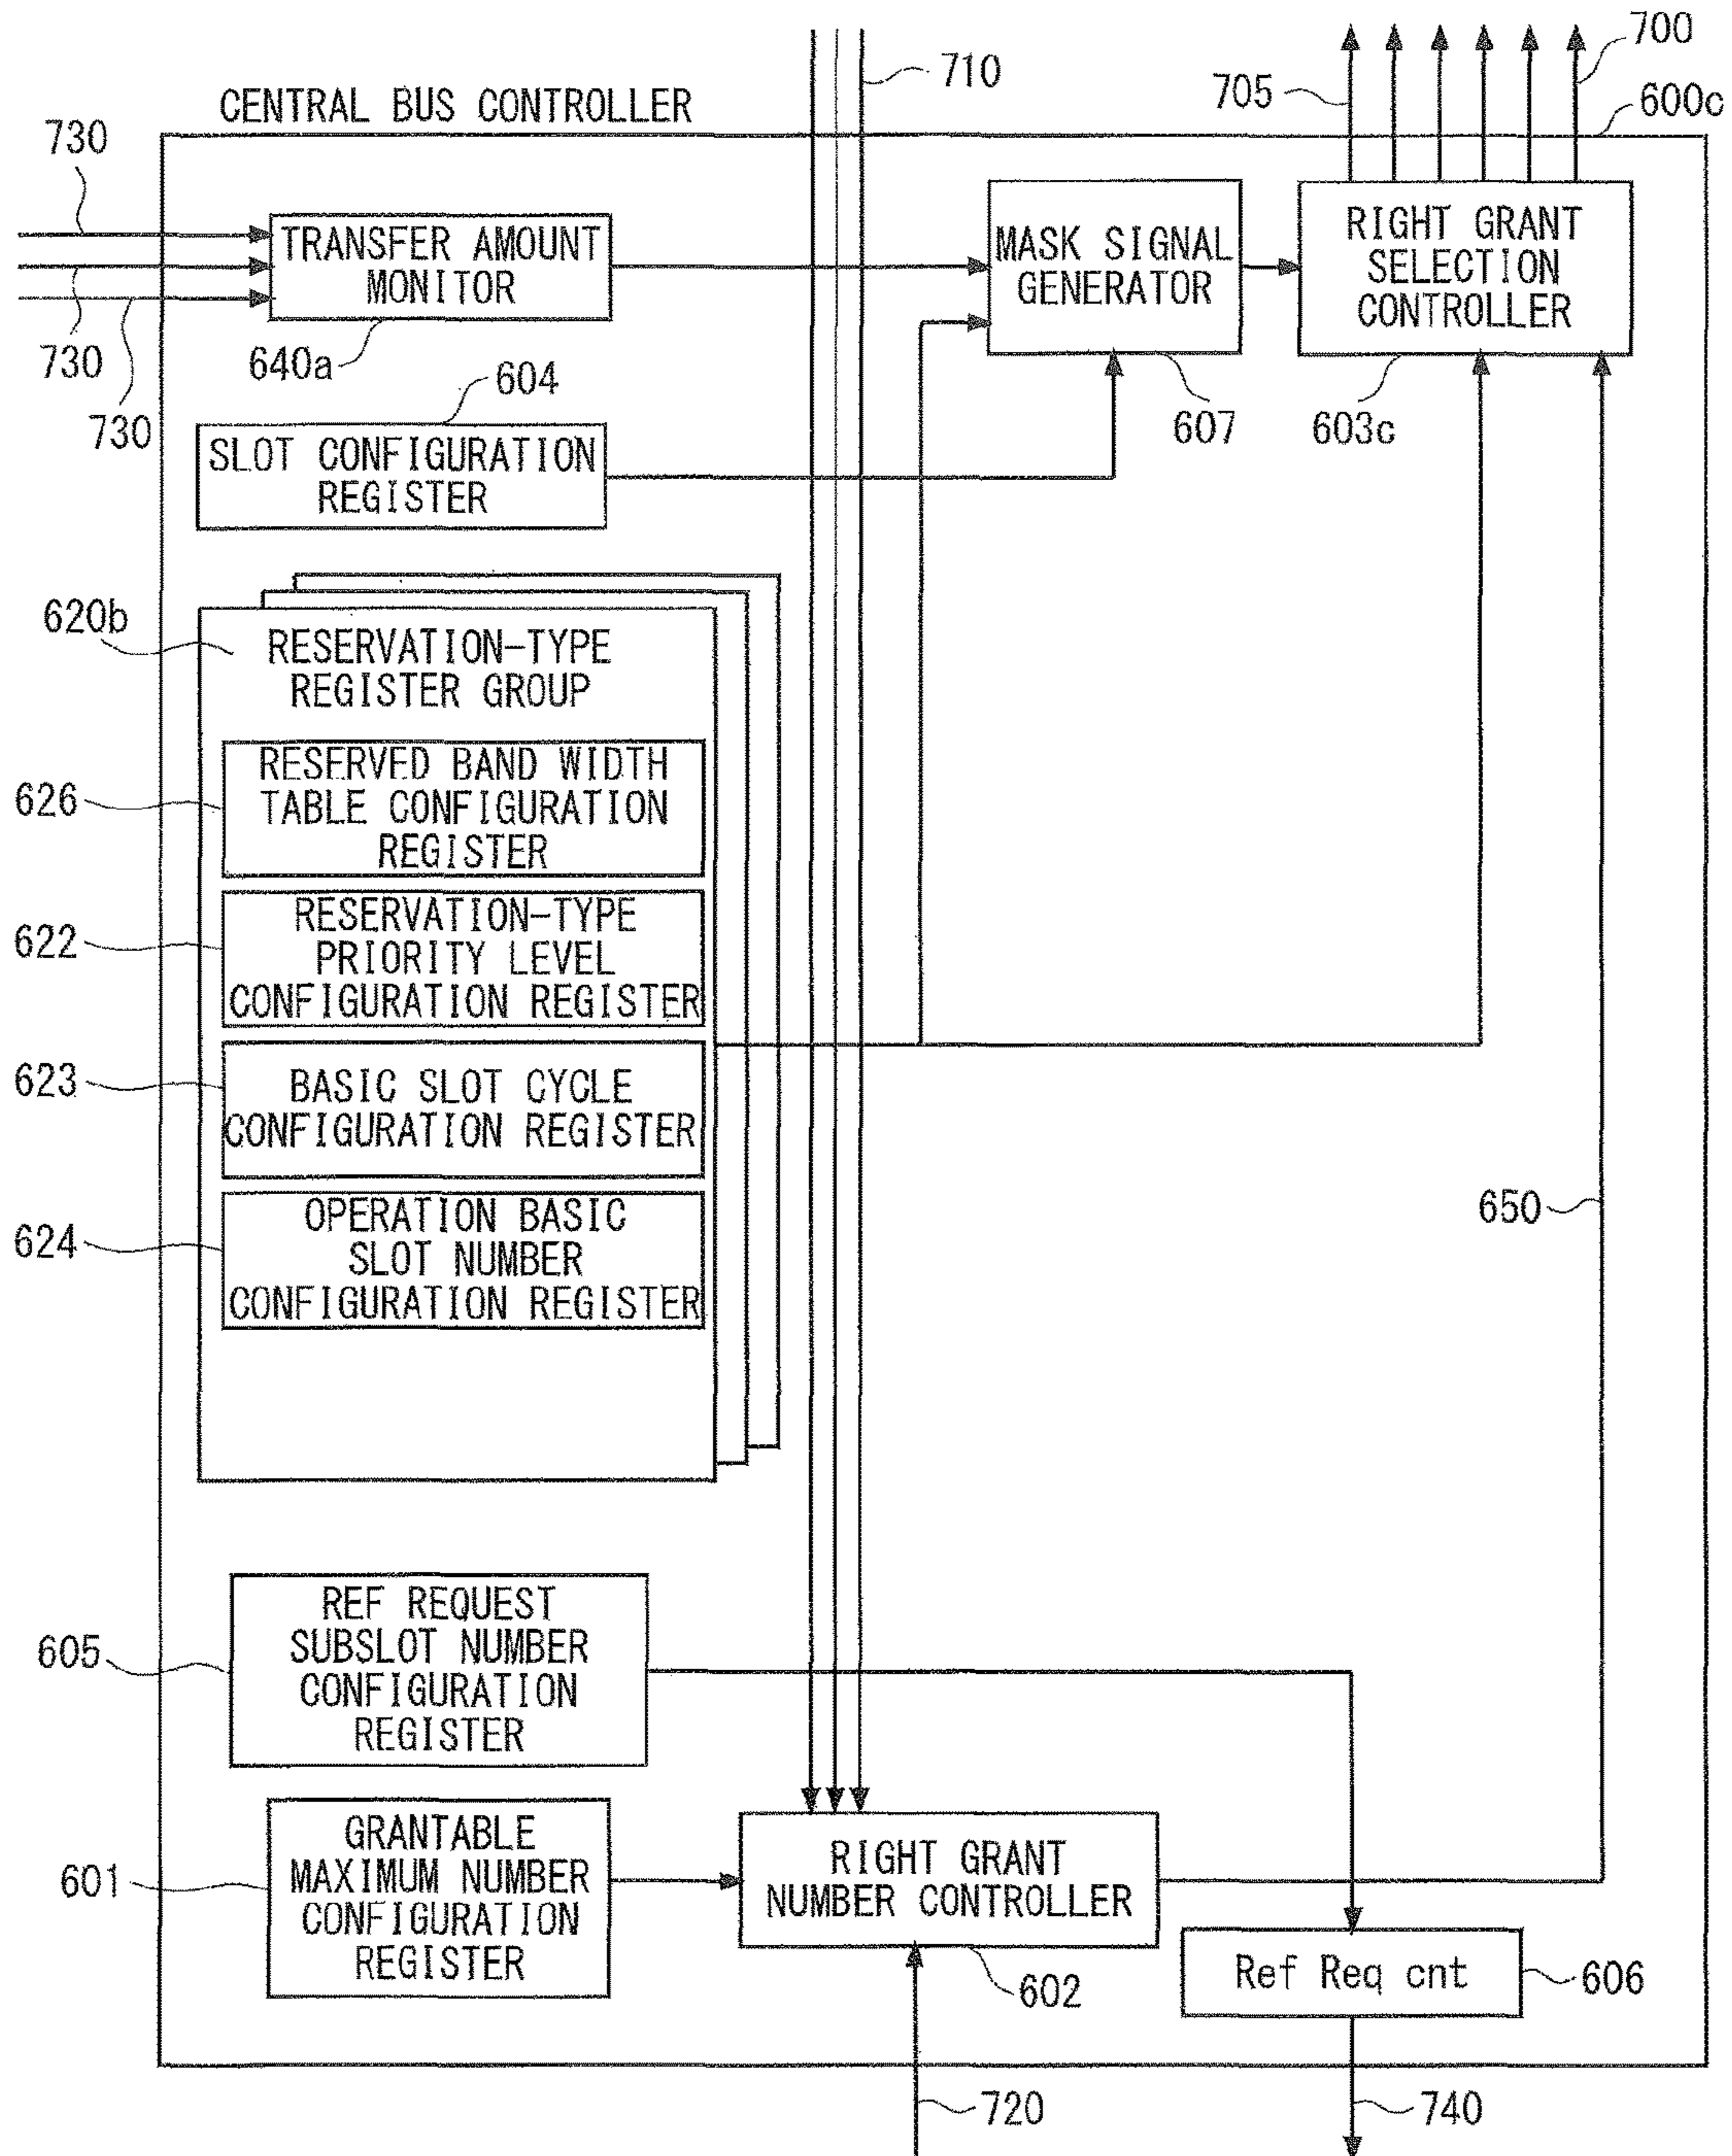 700
710
705
600c
CENTRAL BUS CONTROLLER
730
730
730
TRANSFER AMOUNT
MONITOR
640a
MASK SIGNAL
GENERATOR
607
RIGHT GRANT
SELECTION
CONTROLLER
603c
604
SLOT CONFIGURATION
REGISTER
620b
RESERVATION-TYPE
REGISTER GROUP
626
RESERVED BAND WIDTH
TABLE CONFIGURATION
REGISTER
622
RESERVATION-TYPE
PRIORITY LEVEL
CONFIGURATION REGISTER
623
BASIC SLOT CYCLE
CONFIGURATION REGISTER
624
OPERATION BASIC
SLOT NUMBER
CONFIGURATION REGISTER
650
605
REF REQUEST
SUBSLOT NUMBER
CONFIGURATION
REGISTER
601
GRANTABLE
MAXIMUM NUMBER
CONFIGURATION
REGISTER
RIGHT GRANT
NUMBER CONTROLLER
602
Ref Req cnt
606
720
740